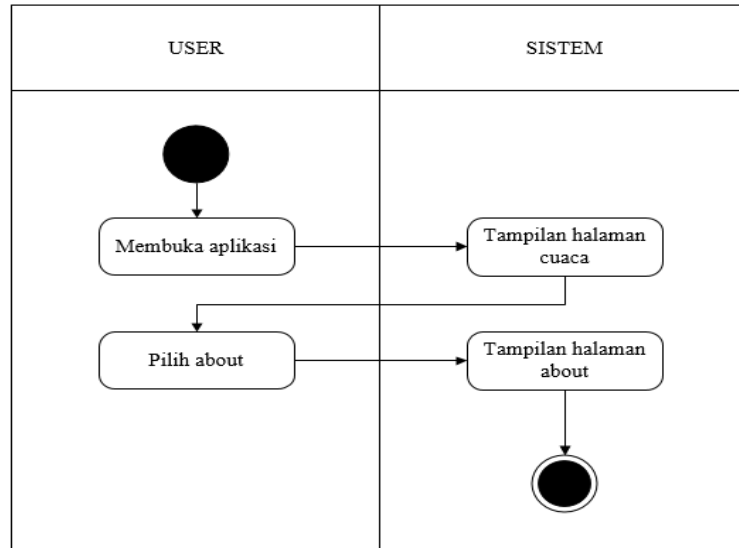 USER
SISTEM
Membuka aplikasi
Tampilan halaman
cuaca
Pilih about
Tampilan halaman
about